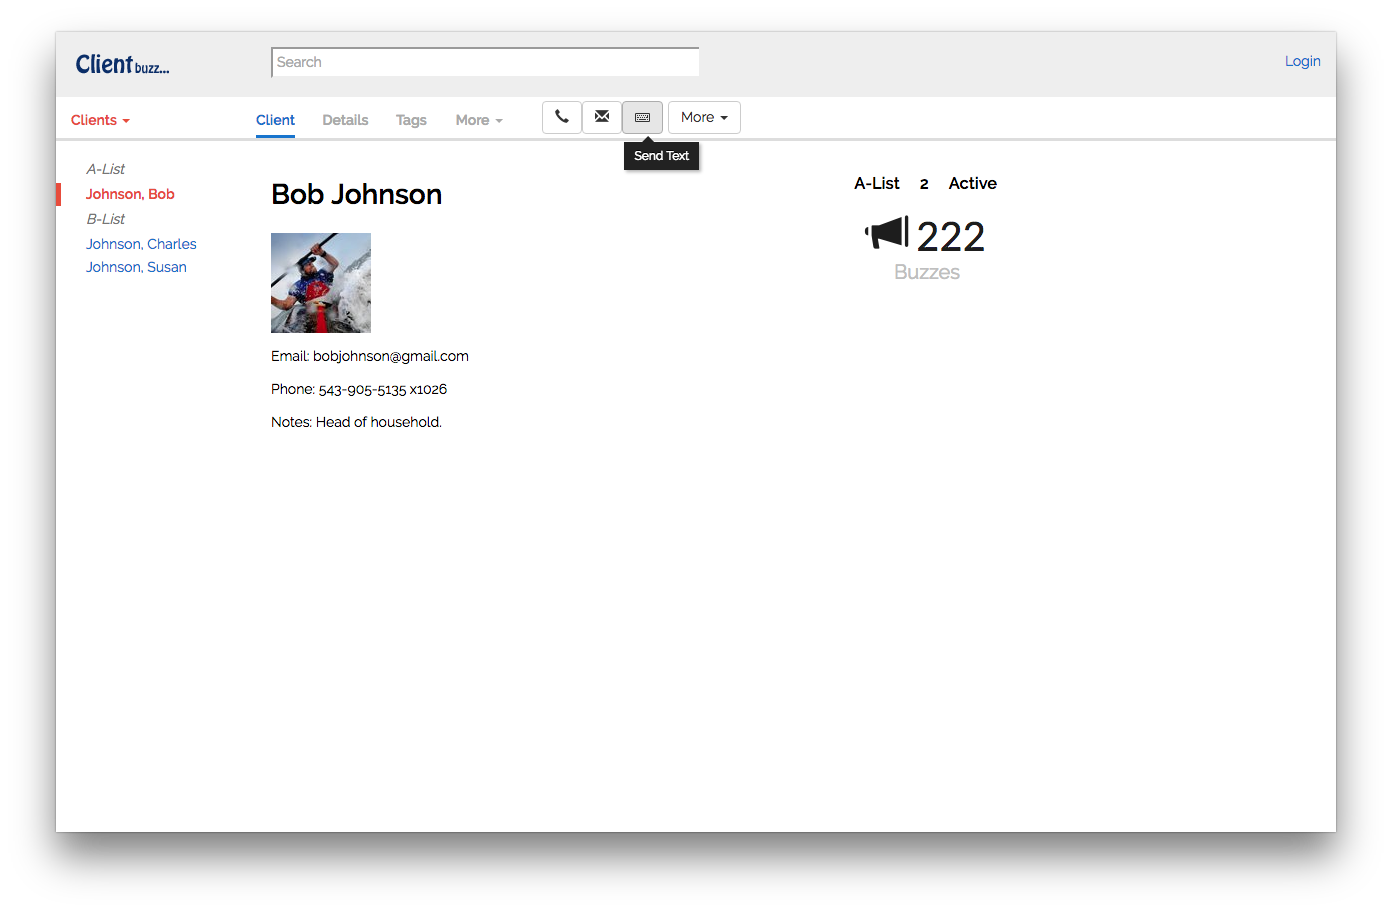 Client buzz...
Search
Login
Clients
Client Details Tags More
More
Send Text
A-List
Johnson, Bob
B-List
Johnson, Charles
Johnson, Susan
Bob Johnson
Email: bobjohnson@gmail.com
Phone: 543-905-5135 x1026
Notes: Head of household.
A-List 2 Active
222
Buzzes